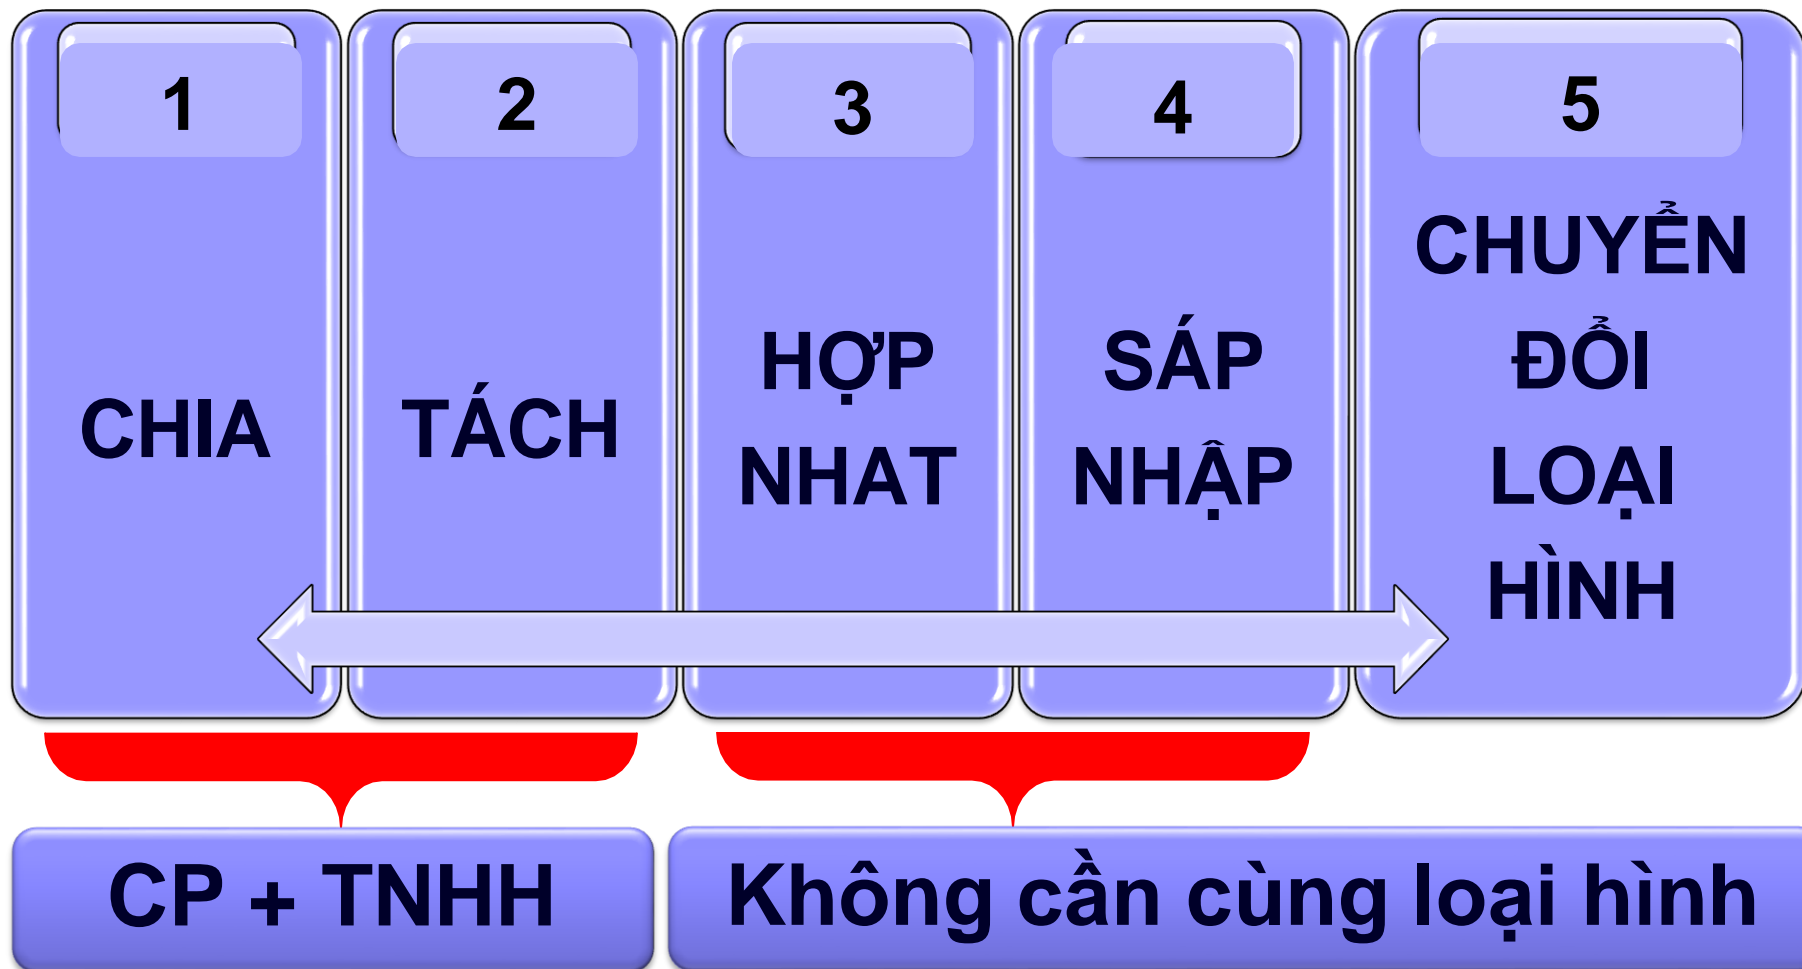 1
2
3
4
5
CHIA
TÁCH
HỢP
NHAT
SÁP
NHẬP
CHUYỂN
ĐỔI
LOẠI
HÌNH
CP + TNHH
Không cần cùng loại hình